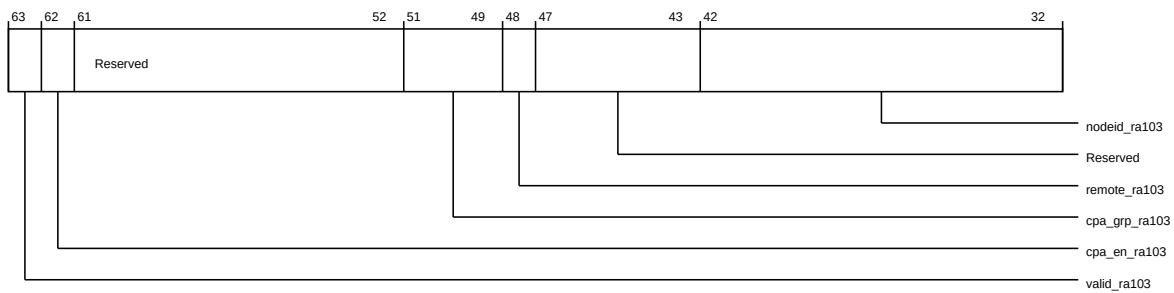 63 62 61 52 51 49 48 47 43 42 32
Reserved
nodeid_ra103
Reserved
remote_ra103
cpa_grp_ra103
cpa_en_ra103
valid_ra103